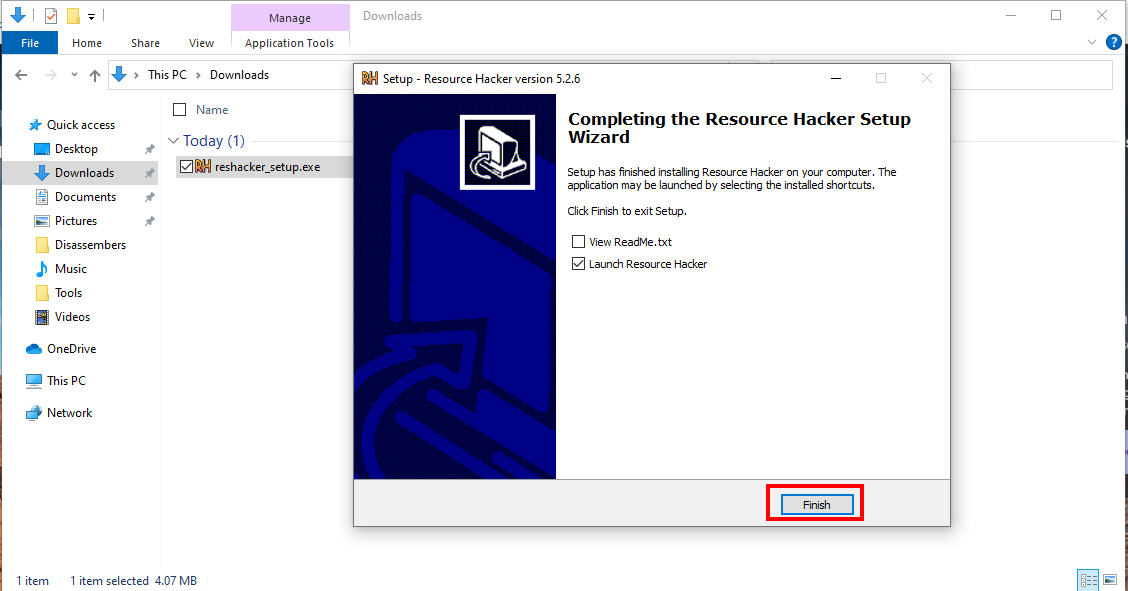 Manage
Downloads
File
Home
Share
View
Application Tools
?
This PC
Downloads
Name
Quick access
Desktop
Downloads
Documents
Pictures
Disassembers
Music
Tools
Videos
OneDrive
This PC
Network
Today (1)
RH reshacker_setup.exe
RH Setup - Resource Hacker version 5.2.6
Completing the Resource Hacker Setup
Wizard
Setup has finished installing Resource Hacker on your computer. The
application may be launched by selecting the installed shortcuts.
Click Finish to exit Setup.
View ReadMe.txt
Launch Resource Hacker
Finish
1 item
1 item selected 4.07 MB